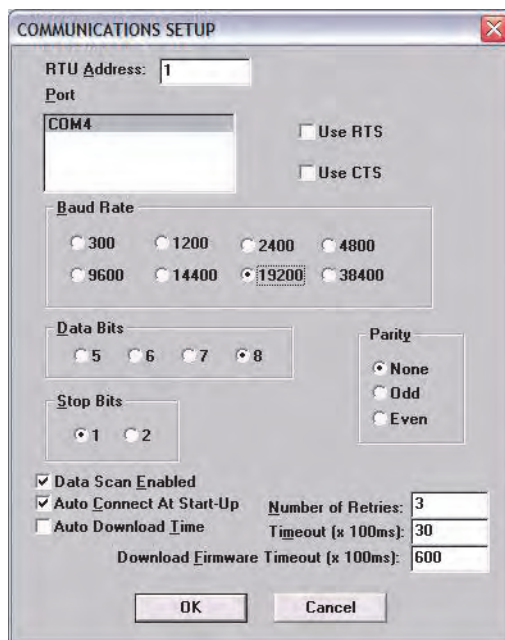 COMMUNICATIONS SETUP
RTU Address: 1
Port
COM4
Use RTS
Use CTS
Baud Rate
300 1200 2400 4800
9600 14400 19200 38400
Data Bits
5 6 7 8
Parity
None
Odd
Even
Stop Bits
1 2
Data Scan Enabled
Auto Connect At Start-Up
Auto Download Time
Number of Retries: 3
Timeout (x 100ms): 30
Download Firmware Timeout (x 100ms): 600
OK Cancel